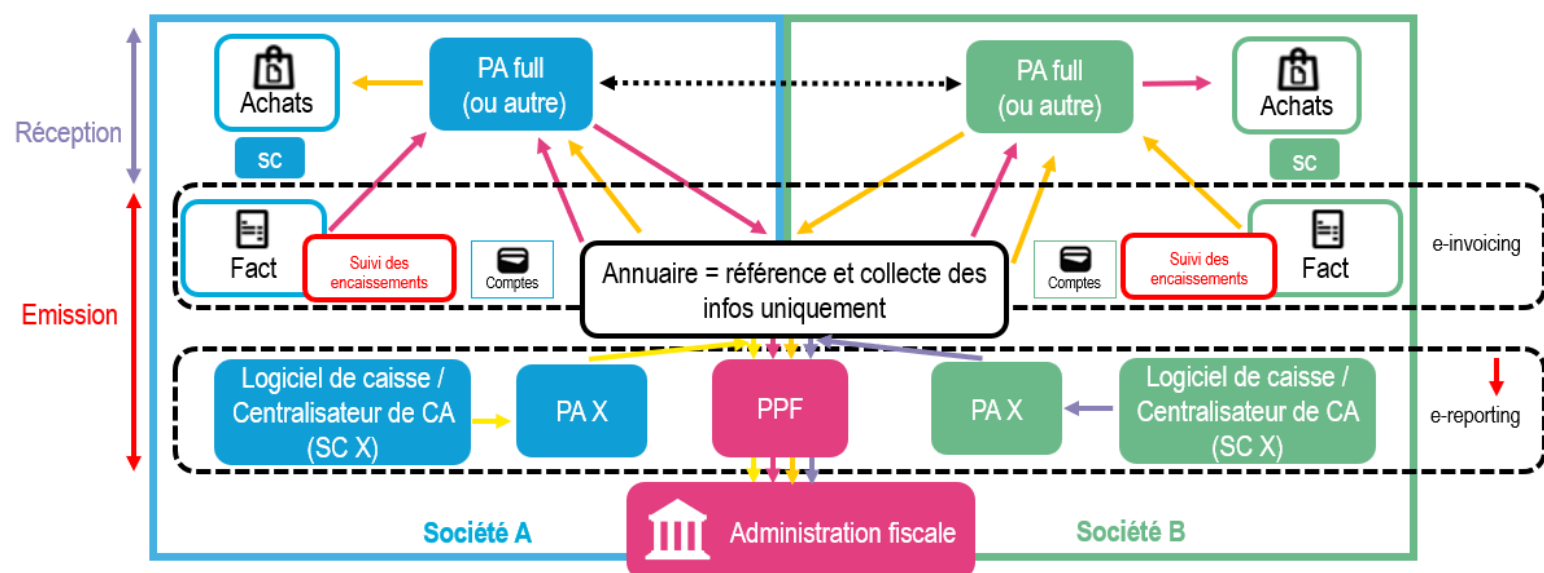 PA full
(ou autre)
PA full
(ou autre)
Achats
Achats
Réception
SC
SC
Fact
Suivi des
encaissements
Comptes
Annuaire = référence et collecte des
infos uniquement
Comptes
Suivi des
encaissements
Fact
e-invoicing
Emission
Logiciel de caisse /
Centralisateur de CA
(SC X)
PA X
PPF
PA X
Logiciel de caisse /
Centralisateur de CA
(SC X)
e-reporting
Société A
Administration fiscale
Société B